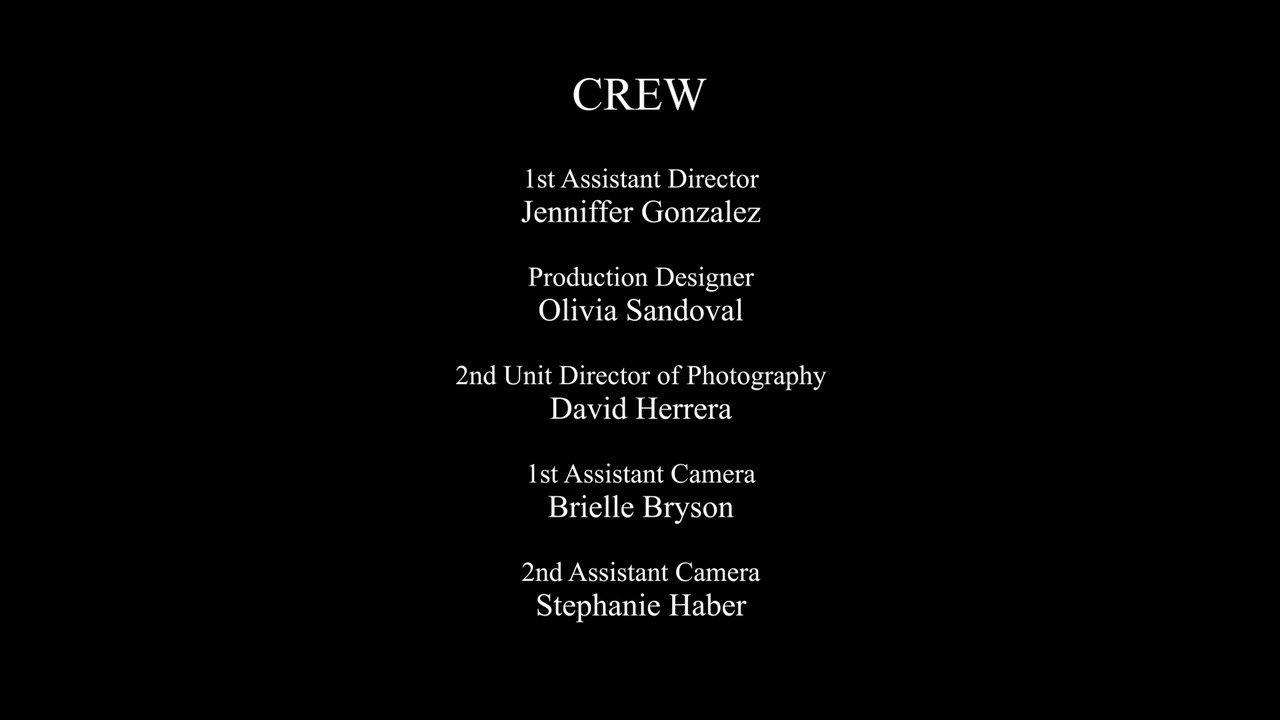 CREW
1st Assistant Director
Jenniffer Gonzalez
Production Designer
Olivia Sandoval
2nd Unit Director of Photography
David Herrera
1st Assistant Camera
Brielle Bryson
2nd Assistant Camera
Stephanie Haber